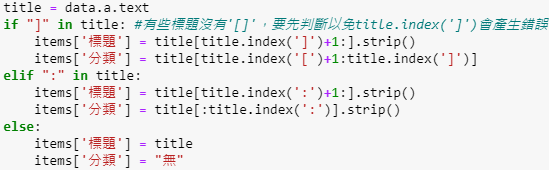 title = data.a.text
if "]" in title: #有些標題沒有'[]'，要先判斷以免title.index(']')會產生錯誤
    items['標題'] = title[title.index(']')+1:].strip()
    items['分類'] = title[title.index('[')+1:title.index(']')]
elif ":" in title:
    items['標題'] = title[title.index(':')+1:].strip()
    items['分類'] = title[:title.index(':')].strip()
else:
    items['標題'] = title
    items['分類'] = "無"